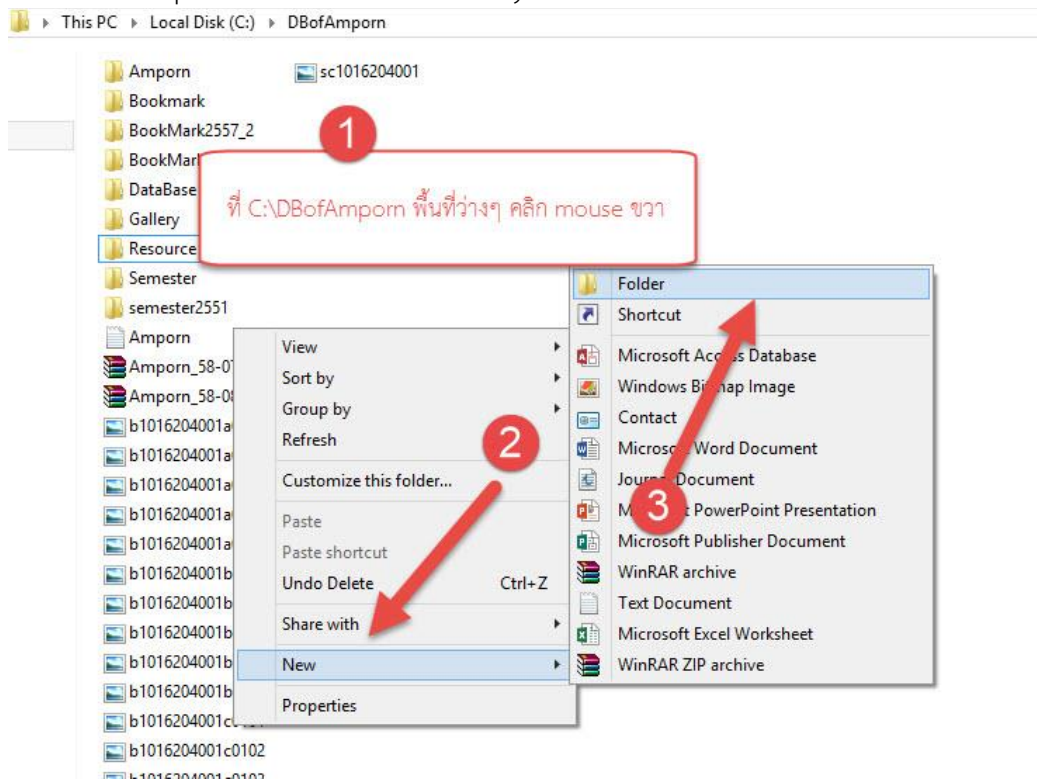 This PC Local Disk (C:) DBofAmporn
Amporn
sc1016204001
Bookmark
BookMark2557_2
1
BookMar
DataBase
ที่ C:\DBofAmporn พื้นที่ว่างๆ คลิก mouse ขวา
Gallery
Resource
Semester
semester2551
Amporn
Amporn_58-07
Amporn_58-08
b1016204001a
b1016204001a
b1016204001a
b1016204001a
b1016204001a
b1016204001b
b1016204001b
b1016204001b
b1016204001b
b1016204001b
b1016204001c
b1016204001c0102
View
Sort by
Group by
Refresh
2
Customize this folder...
Paste
Paste shortcut
Undo Delete Ctrl+Z
Share with
New
Properties
Folder
Shortcut
Microsoft Access Database
Windows Bitmap Image
Contact
Microsoft Word Document
Journal Document
3
Microsoft PowerPoint Presentation
Microsoft Publisher Document
WinRAR archive
Text Document
Microsoft Excel Worksheet
WinRAR ZIP archive